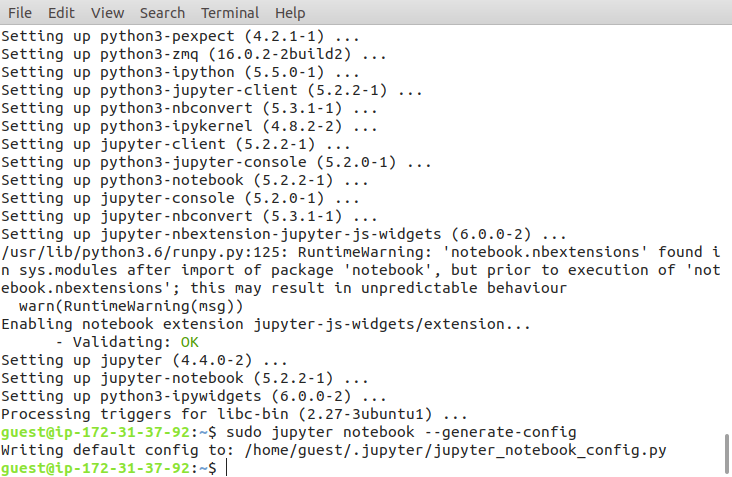 File Edit View Search Terminal Help
Setting up python3-pexpect (4.2.1-1) ...
Setting up python3-zmq (16.0.2-2build2) ...
Setting up python3-ipython (5.5.0-1) ...
Setting up python3-jupyter-client (5.2.2-1) ...
Setting up python3-nbconvert (5.3.1-1) ...
Setting up python3-ipykernel (4.8.2-2) ...
Setting up jupyter-client (5.2.2-1) ...
Setting up python3-jupyter-console (5.2.0-1) ...
Setting up python3-notebook (5.2.2-1) ...
Setting up jupyter-console (5.2.0-1) ...
Setting up jupyter-nbconvert (5.3.1-1) ...
Setting up jupyter-nbextension-jupyter-js-widgets (6.0.0-2) ...
/usr/lib/python3.6/runpy.py:125: RuntimeWarning: 'notebook.nbextensions' found i
n sys.modules after import of package 'notebook', but prior to execution of 'not
ebook.nbextensions'; this may result in unpredictable behaviour
  warn(RuntimeWarning(msg))
Enabling notebook extension jupyter-js-widgets/extension...
      - Validating: OK
Setting up jupyter (4.4.0-2) ...
Setting up jupyter-notebook (5.2.2-1) ...
Setting up python3-ipywidgets (6.0.0-2) ...
Processing triggers for libc-bin (2.27-3ubuntu1) ...
guest@ip-172-31-37-92:~$ sudo jupyter notebook --generate-config
Writing default config to: /home/guest/.jupyter/jupyter_notebook_config.py
guest@ip-172-31-37-92:~$